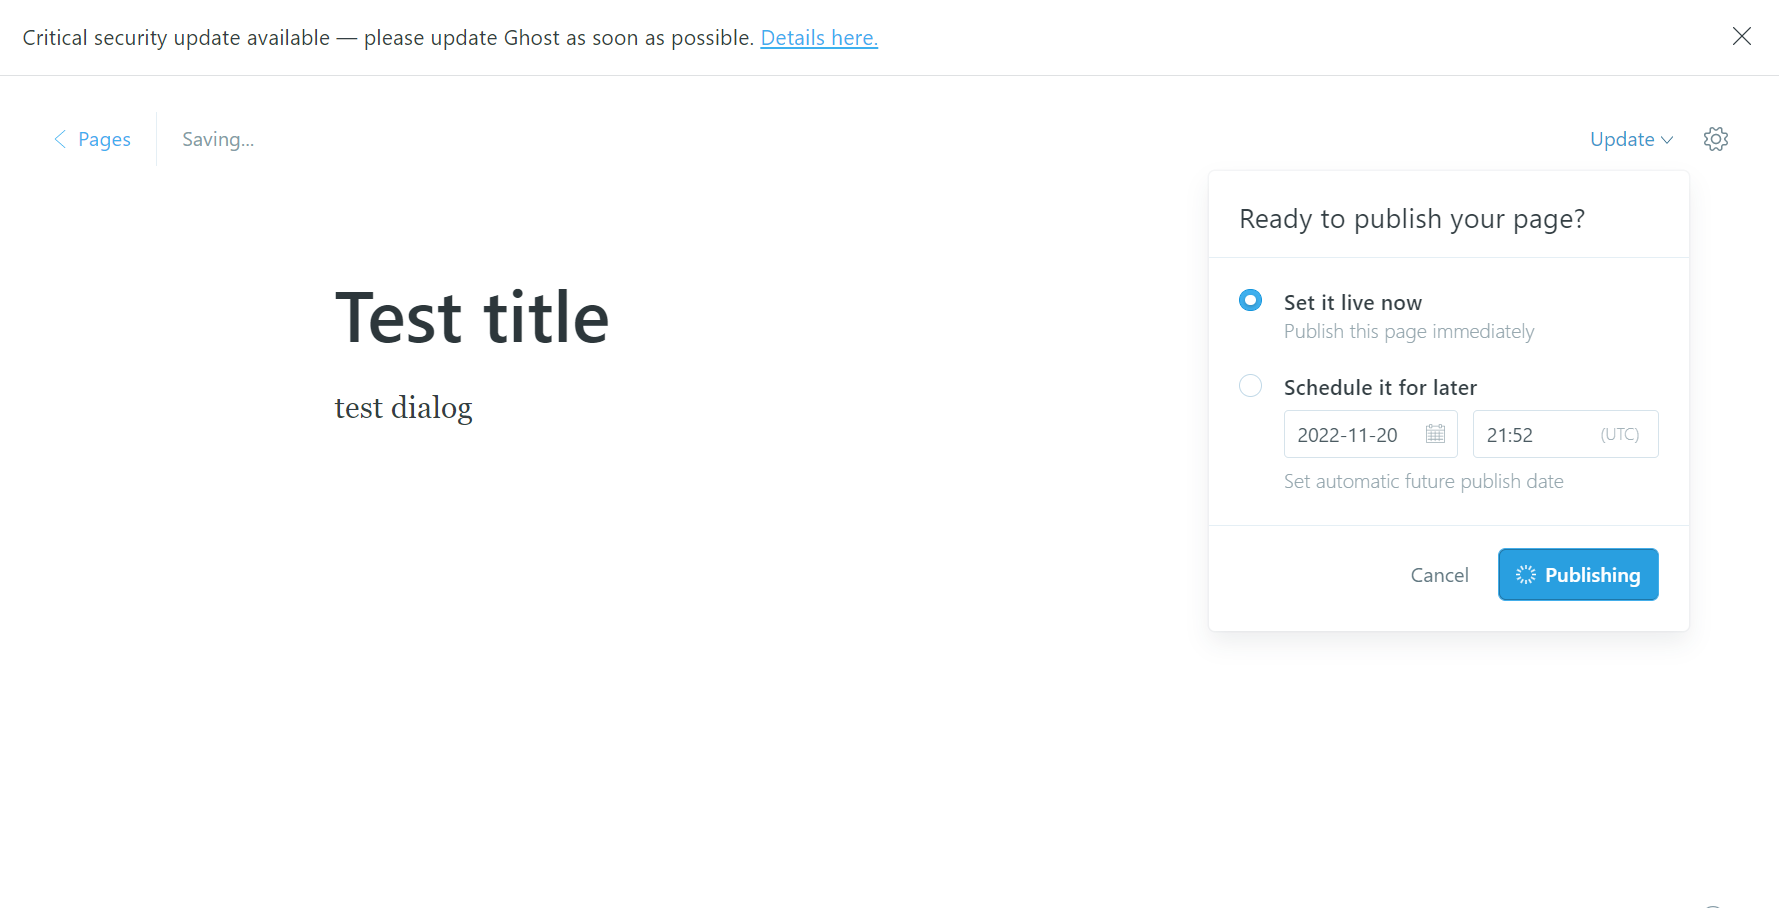 Critical security update available — please update Ghost as soon as possible. Details here.
Pages
Saving...
Update
Test title
test dialog
Ready to publish your page?
Set it live now
Publish this page immediately
Schedule it for later
2022-11-20
21:52 (UTC)
Set automatic future publish date
Cancel
Publishing